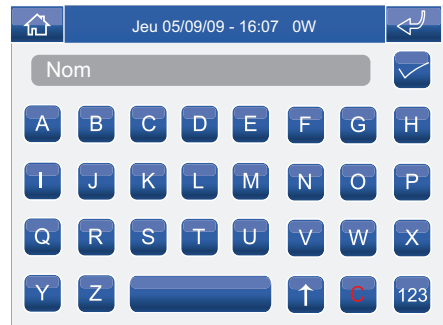 Jeu 05/09/09 - 16:07 0W
Nom
A B C D E F G H
I J K L M N O P
Q R S T U V W X
Y Z ↑ C 123